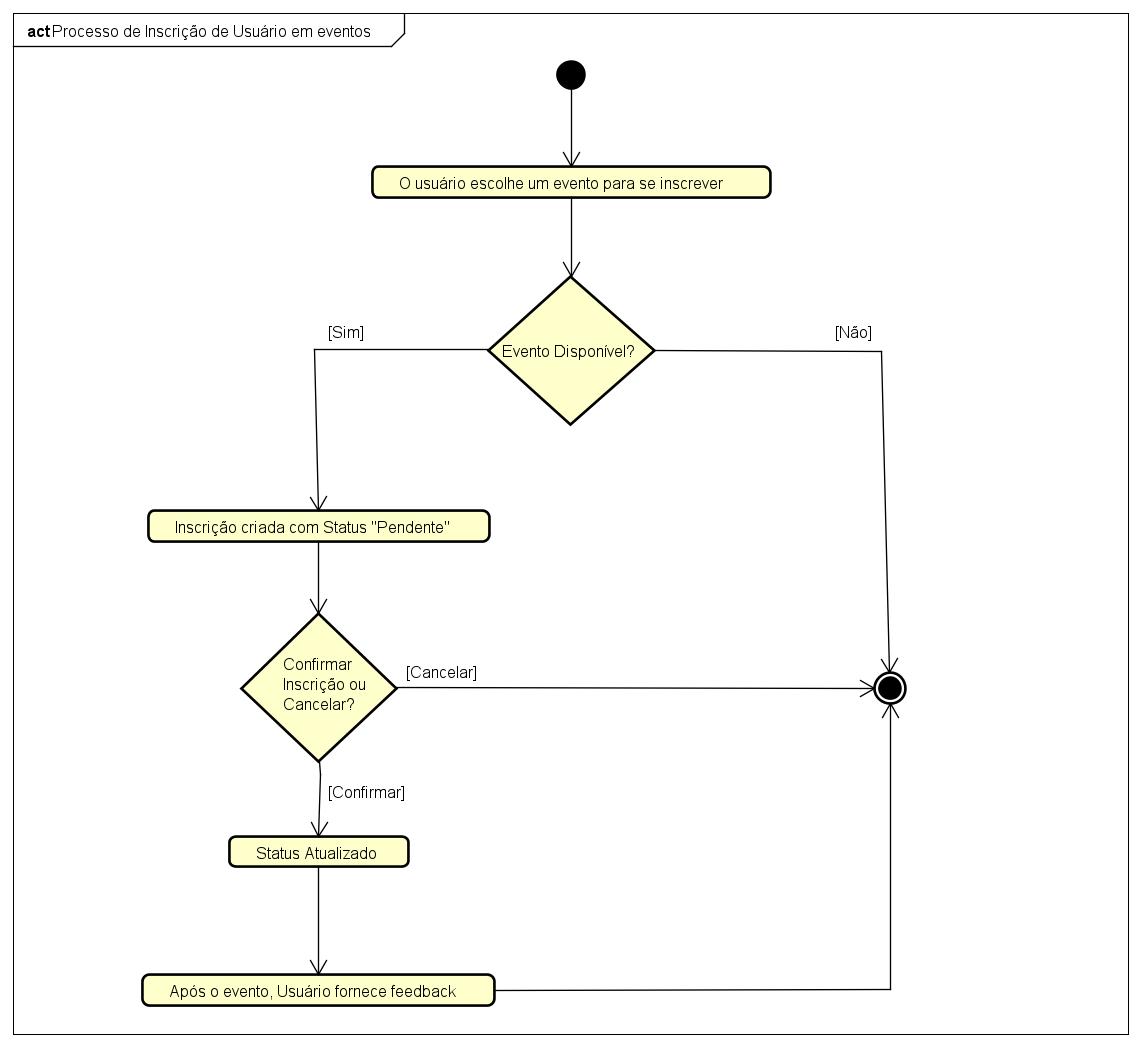 act Processo de Inscrição de Usuário em eventos
O usuário escolhe um evento para se inscrever
[Sim]
[Não]
Evento Disponível?
Inscrição criada com Status "Pendente"
Confirmar
Inscrição ou
Cancelar?
[Cancelar]
[Confirmar]
Status Atualizado
Após o evento, Usuário fornece feedback